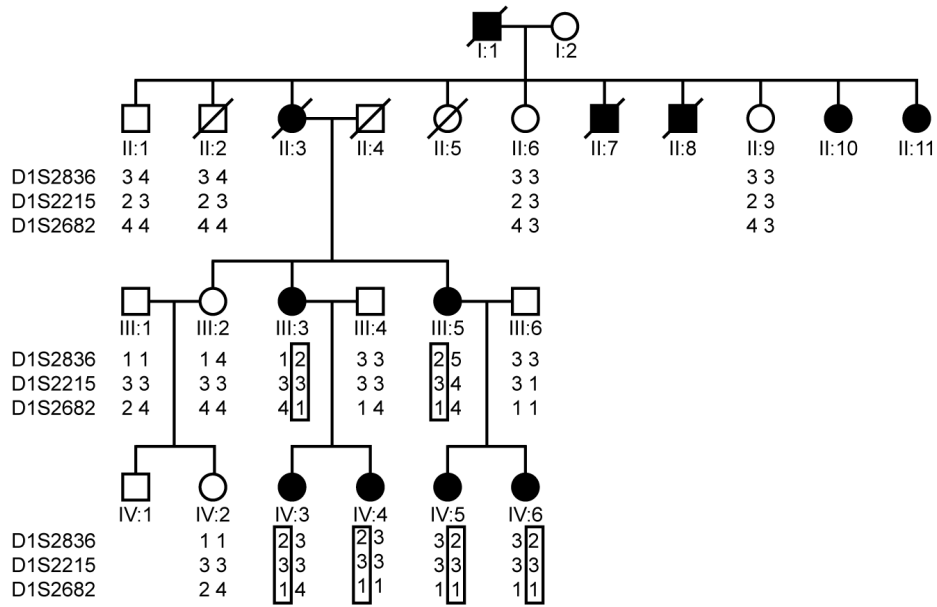 I:1 I:2
II:1 II:2 II:3 II:4 II:5 II:6 II:7 II:8 II:9 II:10 II:11
D1S2836 3 4 3 4 3 3 3 3
D1S2215 2 3 2 3 2 3 2 3
D1S2682 4 4 4 4 4 3 4 3
III:1 III:2 III:3 III:4 III:5 III:6
D1S2836 1 1 1 4 1 2 3 3 2 5 3 3
D1S2215 3 3 3 3 3 3 3 3 3 4 3 1
D1S2682 2 4 4 4 4 1 1 4 1 4 1 1
IV:1 IV:2 IV:3 IV:4 IV:5 IV:6
D1S2836 1 1 2 3 2 3 3 2 3 2
D1S2215 3 3 3 3 3 3 3 3 3 3
D1S2682 2 4 1 4 1 1 1 1 1 1